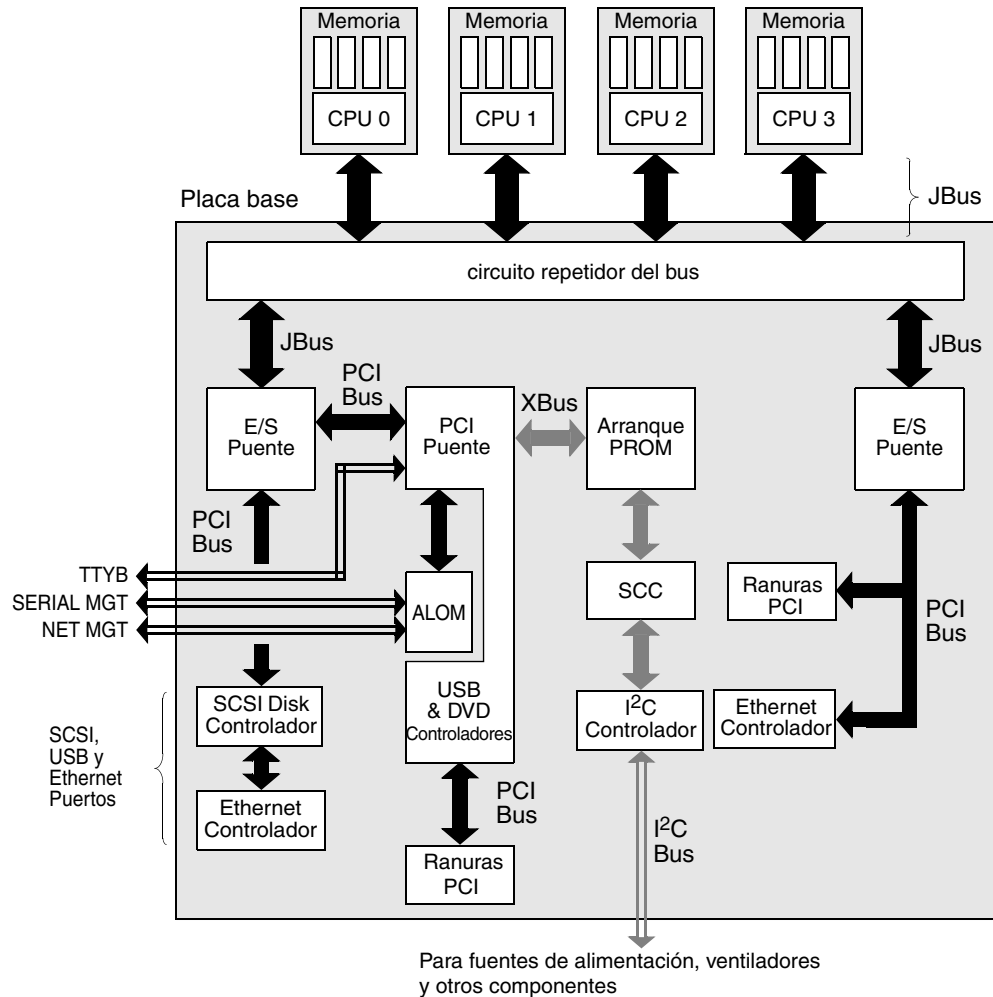 Memoria
Memoria
Memoria
Memoria
CPU 0
CPU 1
CPU 2
CPU 3
JBus
Placa base
circuito repetidor del bus
JBus
JBus
PCI
Bus
XBus
E/S
Puente
PCI
Puente
Arranque
PROM
E/S
Puente
PCI
Bus
TTYB
SERIAL MGT
NET MGT
ALOM
SCC
Ranuras
PCI
PCI
Bus
SCSI,
USB y
Ethernet
Puertos
SCSI Disk
Controlador
USB
& DVD
Controladores
I²C
Controlador
Ethernet
Controlador
Ethernet
Controlador
PCI
Bus
Ranuras
PCI
I²C
Bus
Para fuentes de alimentación, ventiladores
y otros componentes